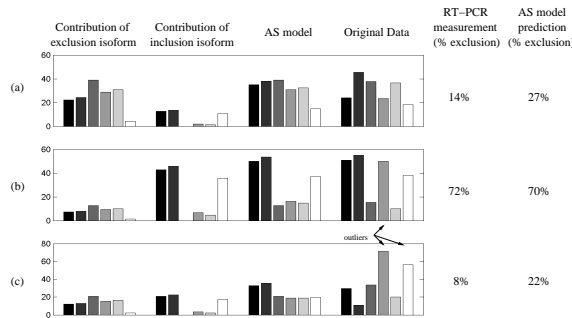 Contribution of exclusion isoform
Contribution of inclusion isoform
AS model
Original Data
RT−PCR measurement (% exclusion)
AS model prediction (% exclusion)
(a)
60
40
20
0
14%
27%
(b)
60
40
20
0
72%
70%
outliers
(c)
80
60
40
20
0
8%
22%